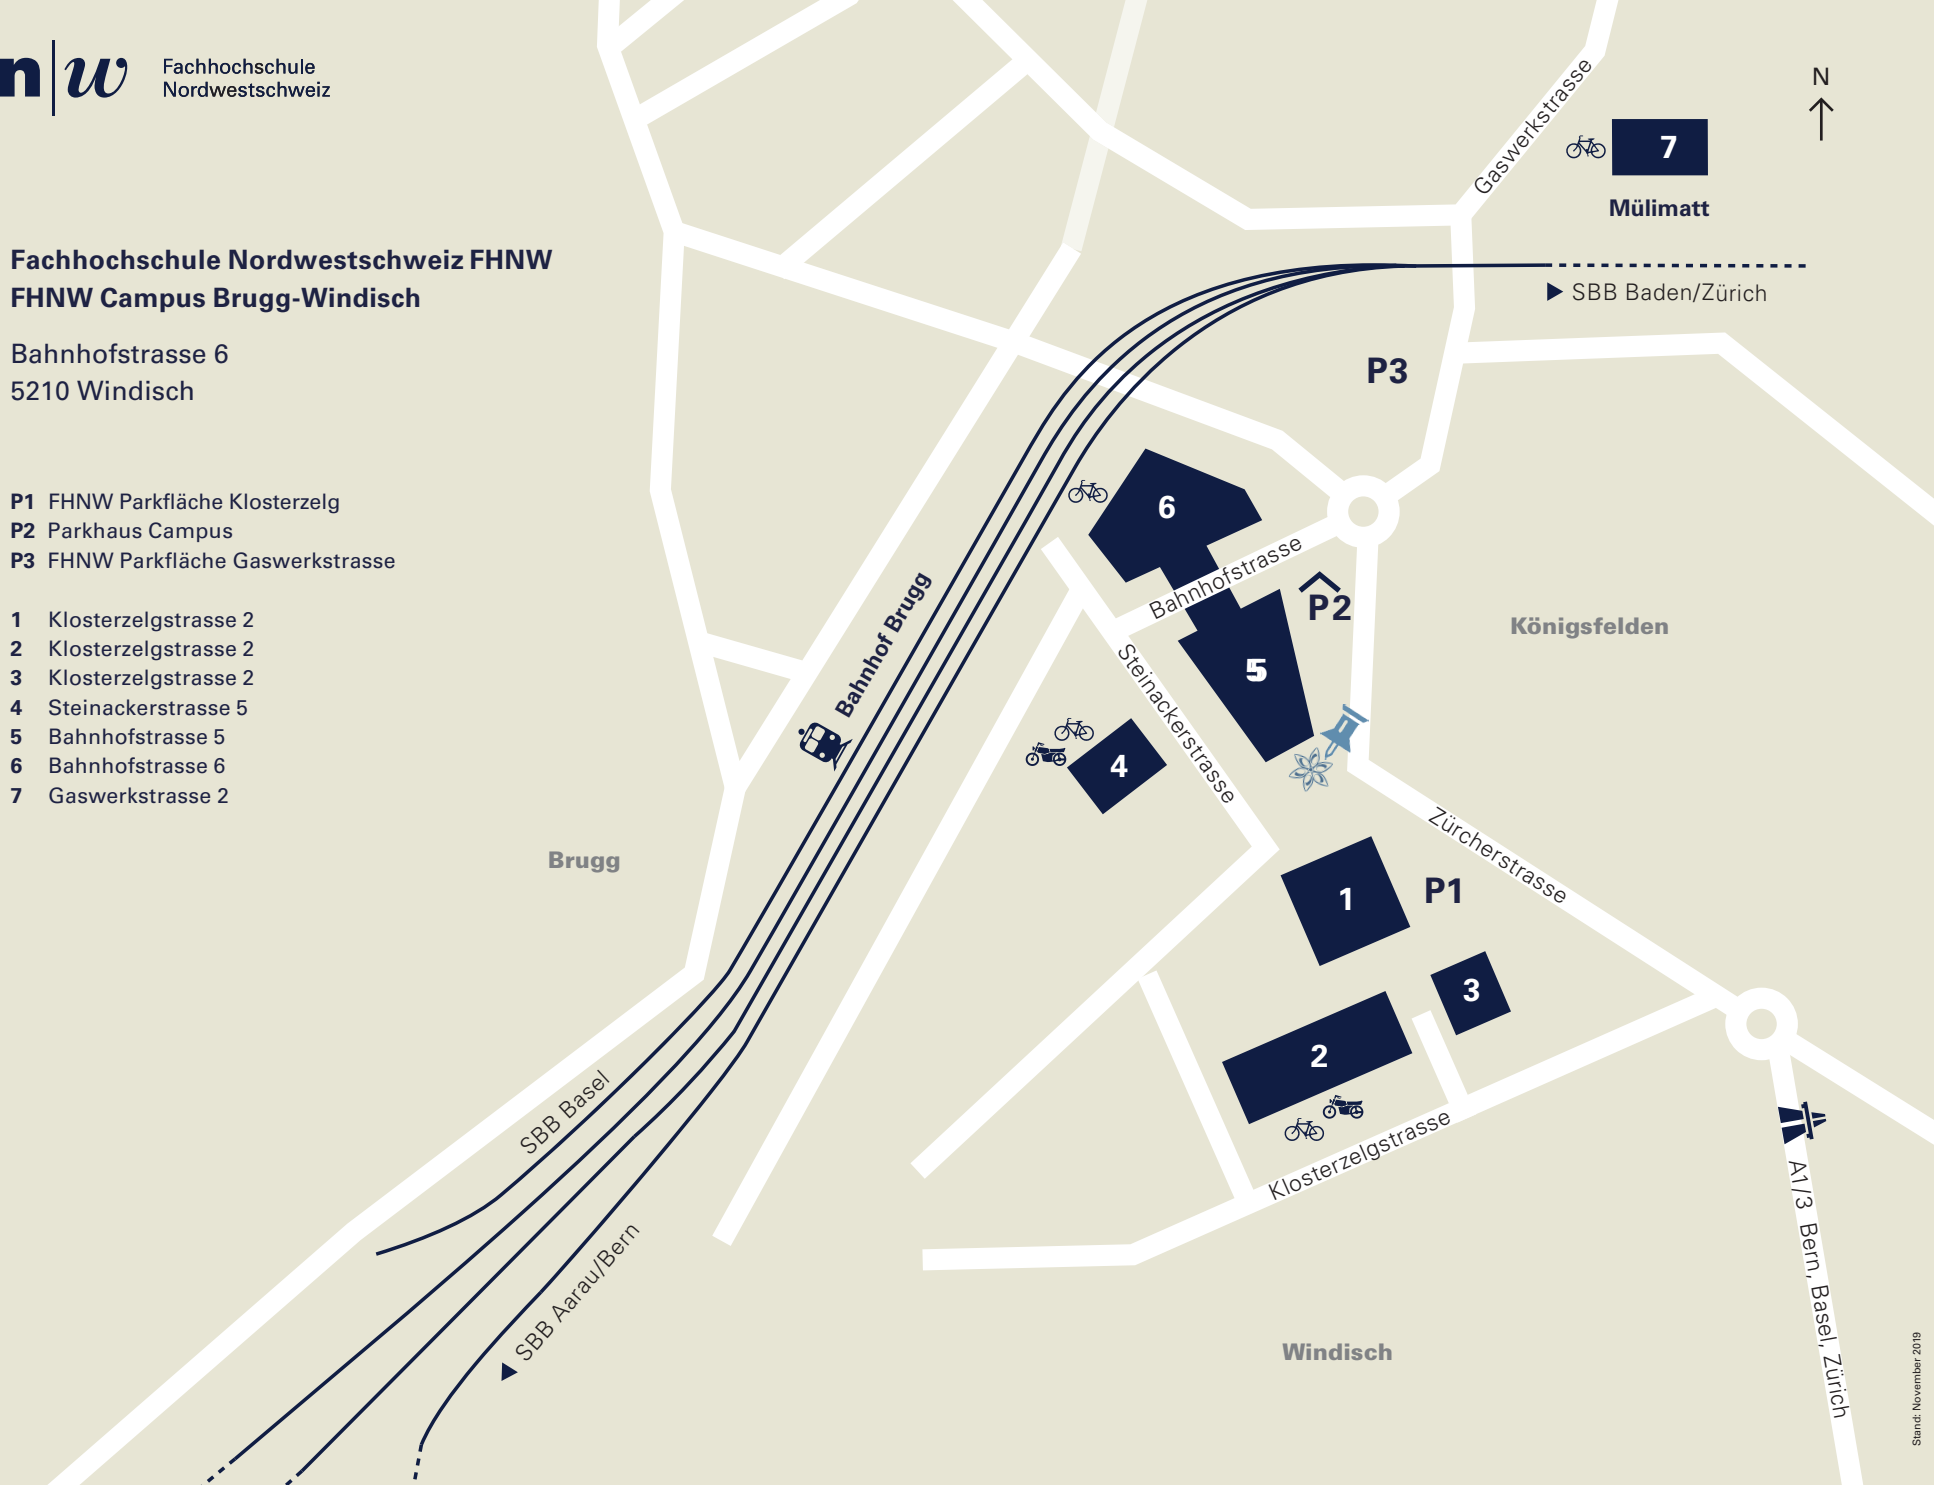 n|w Fachhochschule
Nordwestschweiz
Fachhochschule Nordwestschweiz FHNW
FHNW Campus Brugg-Windisch
Bahnhofstrasse 6
5210 Windisch
P1 FHNW Parkfläche Klosterzelg
P2 Parkhaus Campus
P3 FHNW Parkfläche Gaswerkstrasse
1 Klosterzelgstrasse 2
2 Klosterzelgstrasse 2
3 Klosterzelgstrasse 2
4 Steinackerstrasse 5
5 Bahnhofstrasse 5
6 Bahnhofstrasse 6
7 Gaswerkstrasse 2
N
Gaswerkstrasse
7
Mülimatt
SBB Baden/Zürich
P3
6
Bahnhofstrasse
P2
Königsfelden
Bahnhof Brugg
Steinackerstrasse
5
4
Zürcherstrasse
Brugg
1
P1
3
2
SBB Basel
Klosterzelgstrasse
A1/3 Bern, Basel, Zürich
SBB Aarau/Bern
Windisch
Stand: November 2019